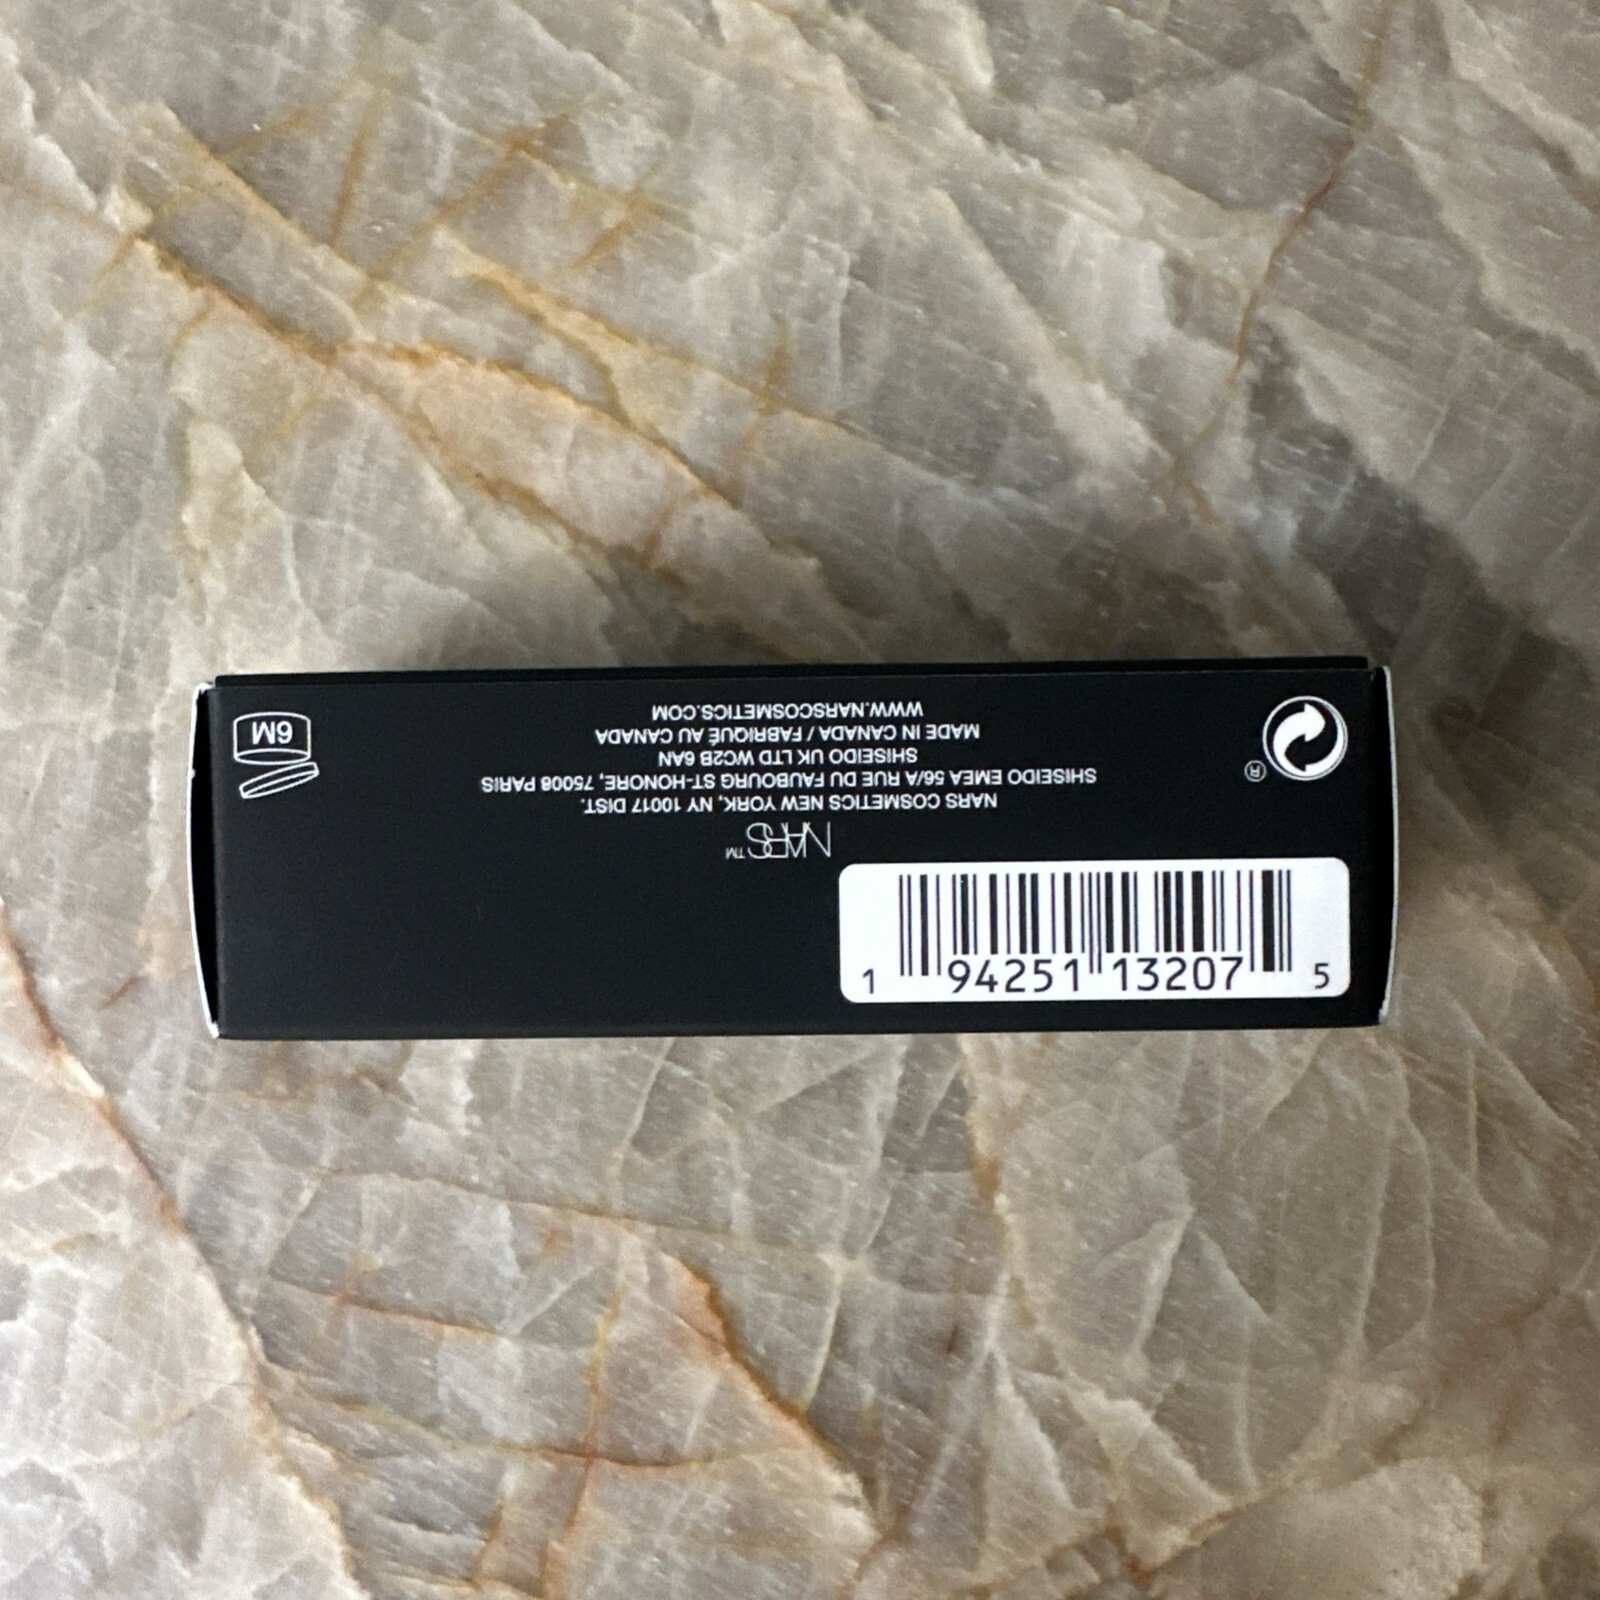 1 94251 13207 5
NARS™
NARS COSMETICS NEW YORK, NY 10017 DIST.
SHISEIDO EMEA 56/A RUE DU FAUBOURG ST-HONORE, 75008 PARIS
SHISEIDO UK LTD WC2B 6AN
MADE IN CANADA / FABRIQUÉ AU CANADA
WWW.NARSCOSMETICS.COM
®
6M